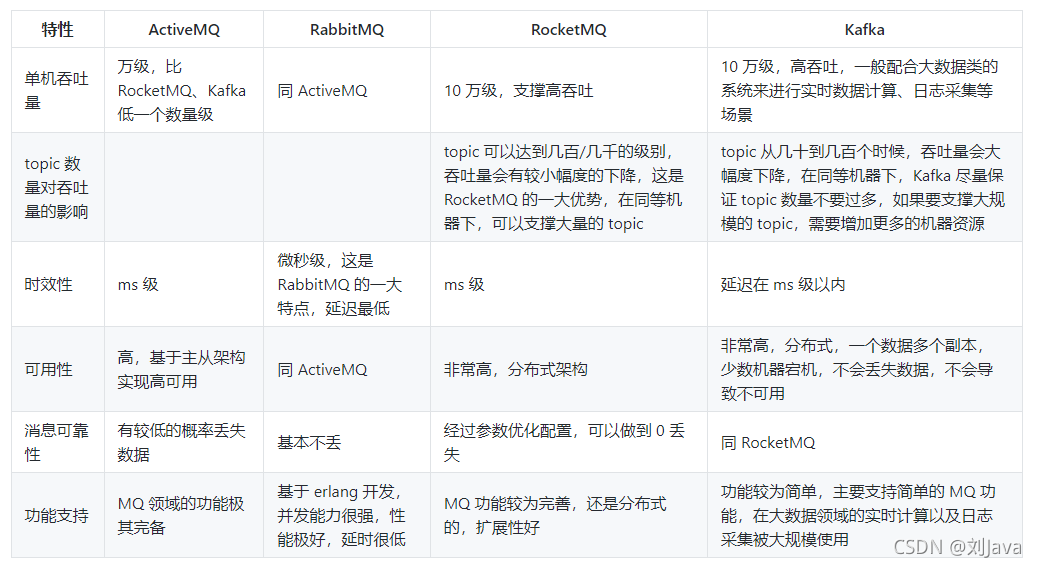 特性
ActiveMQ
RabbitMQ
RocketMQ
Kafka
单机吞吐
量
万级，比
RocketMQ、Kafka
低一个数量级
同 ActiveMQ
10 万级，支撑高吞吐
10 万级，高吞吐，一般配合大数据类的
系统来进行实时数据计算、日志采集等
场景
topic 数
量对吞吐
量的影响
topic 可以达到几百/几千的级别，
吞吐量会有较小幅度的下降，这是
RocketMQ 的一大优势，在同等机
器下，可以支撑大量的 topic
topic 从几十到几百个时候，吞吐量会大
幅度下降，在同等机器下，Kafka 尽量保
证 topic 数量不要过多，如果要支撑大规
模的 topic，需要增加更多的机器资源
时效性
ms 级
微秒级，这是
RabbitMQ 的一大
特点，延迟最低
ms 级
延迟在 ms 级以内
可用性
高，基于主从架构
实现高可用
同 ActiveMQ
非常高，分布式架构
非常高，分布式，一个数据多个副本，
少数机器宕机，不会丢失数据，不会导
致不可用
消息可靠
性
有较低的概率丢失
数据
基本不丢
经过参数优化配置，可以做到 0 丢
失
同 RocketMQ
功能支持
MQ 领域的功能极
其完备
基于 erlang 开发，
并发能力很强，性
能极好，延时很低
MQ 功能较为完善，还是分布式
的，扩展性好
功能较为简单，主要支持简单的 MQ 功
能，在大数据领域的实时计算以及日志
采集被大规模使用
CSDN @刘Java